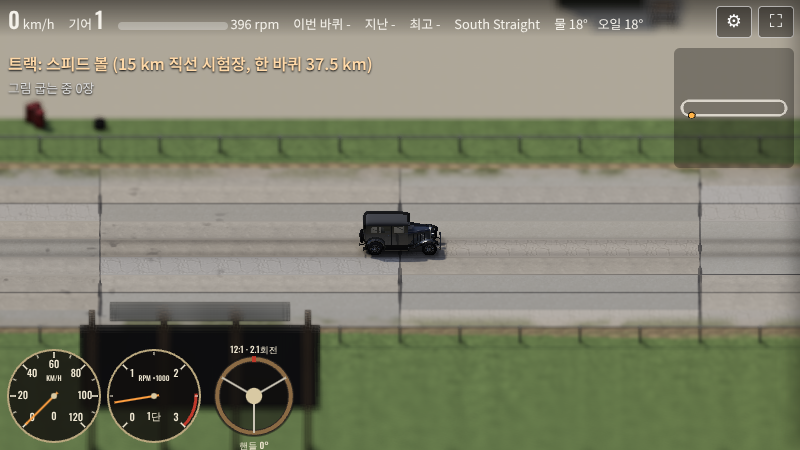 0 km/h 기어 1 396 rpm 이번 바퀴 - 지난 - 최고 - South Straight 물 18° 오일 18°
트랙: 스피드 볼 (15 km 직선 시험장, 한 바퀴 37.5 km)
그림 굽는 중 0장
0 20 40 60 80 100 120 KM/H 0
0 1 2 3 RPM ×1000 1단
12:1 · 2.1회전
핸들 0°